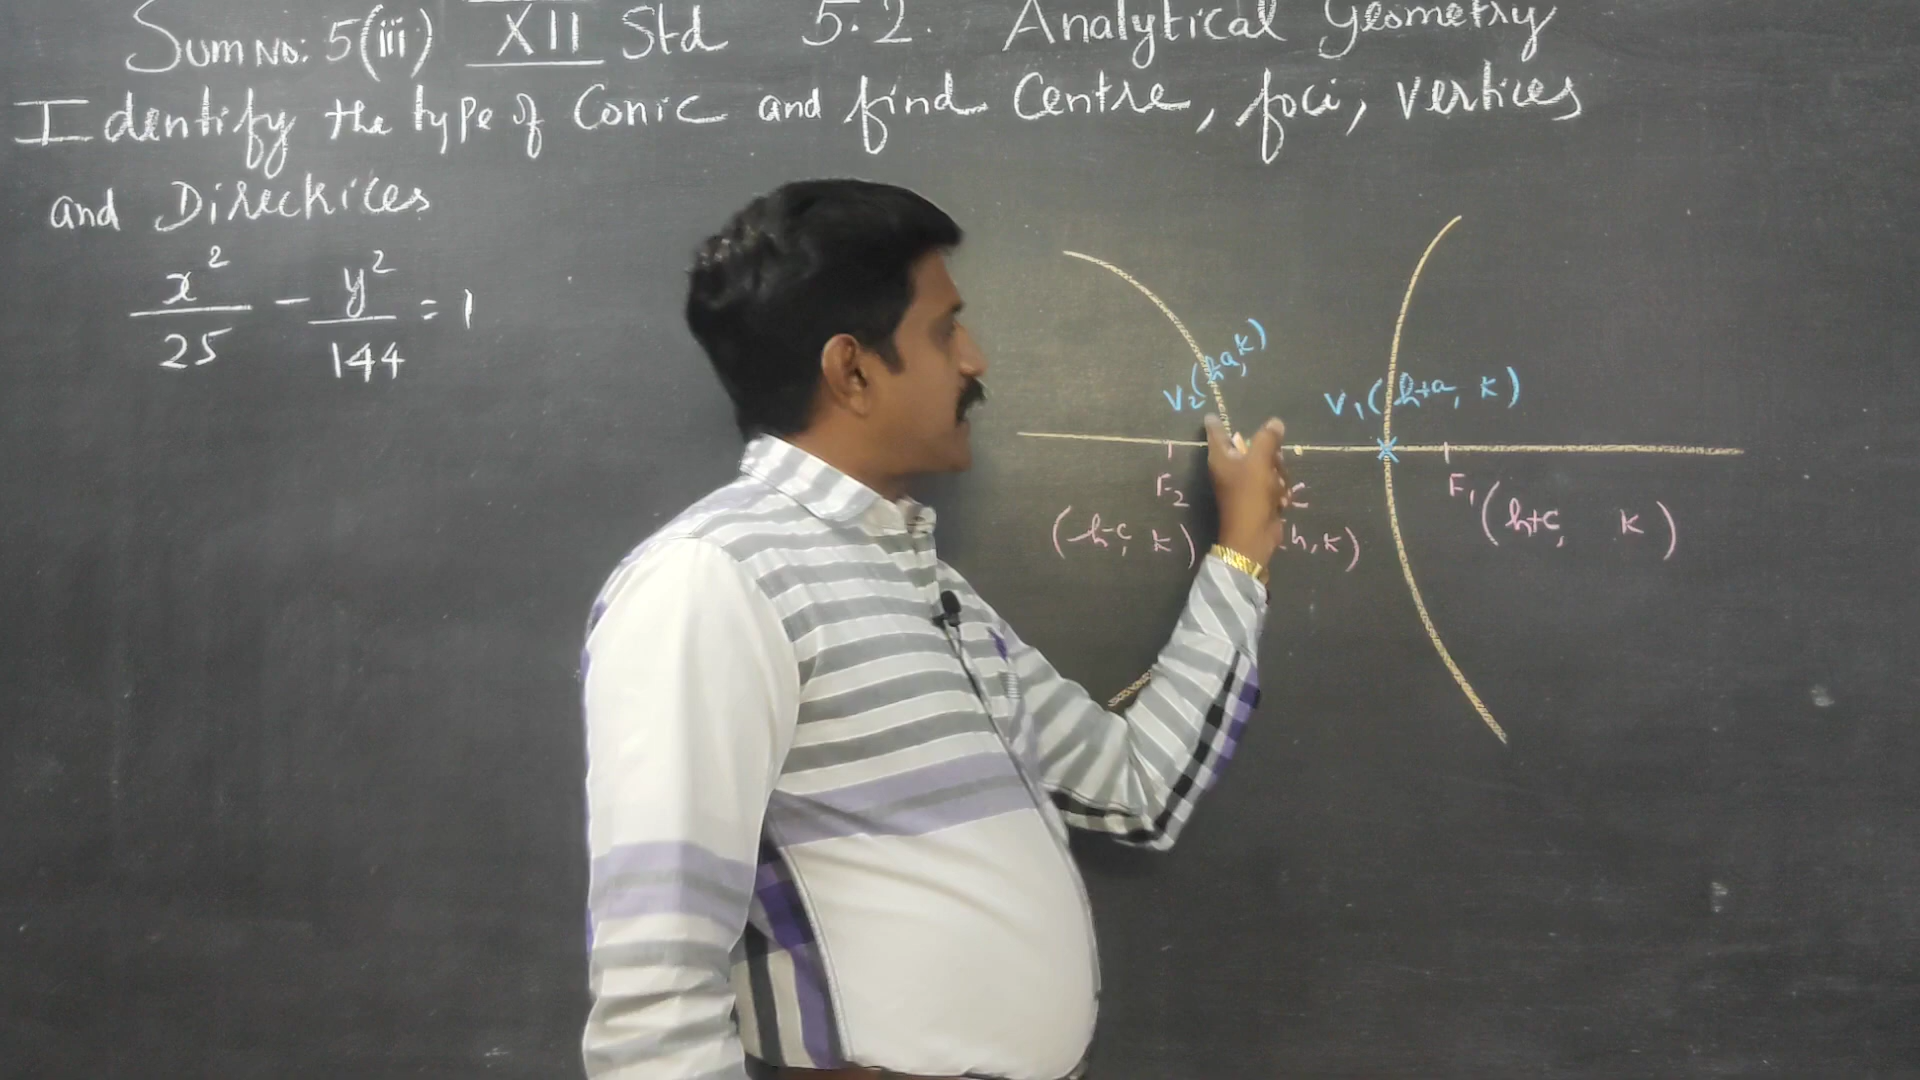 Sum No: 5(iii) XII Std 5.2. Analytical Geometry
Identify the type of Conic and find Centre, foci, vertices
and Directrices
x²/25 - y²/144 = 1
V₂ (h-a, k) V₁ (h+a, k)
F₂ C F₁
(-h-c, k) (h, k) (h+c, k)